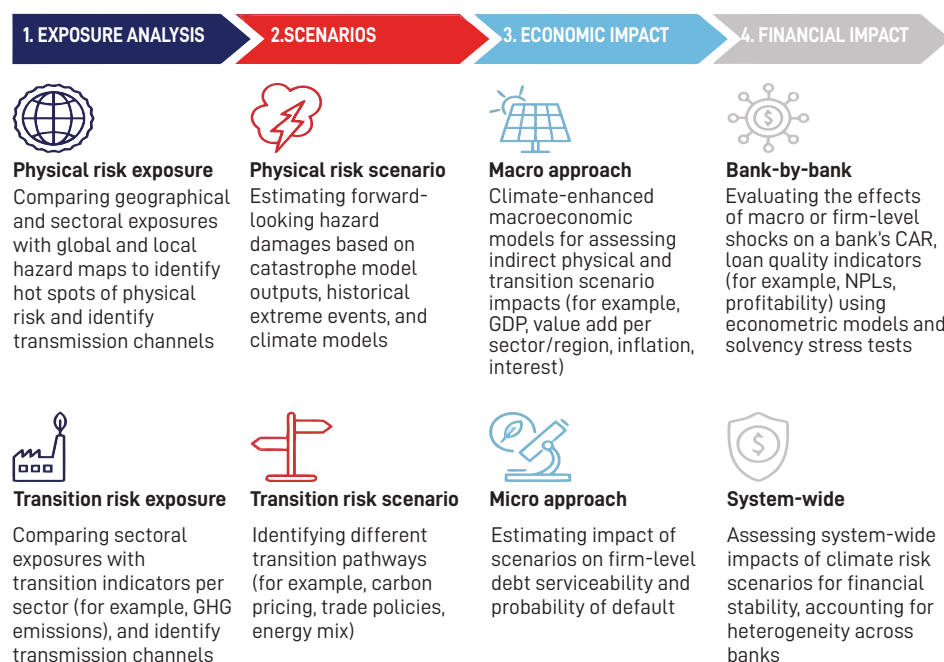 1. EXPOSURE ANALYSIS
2.SCENARIOS
3. ECONOMIC IMPACT
4. FINANCIAL IMPACT
Physical risk exposure
Comparing geographical
and sectoral exposures
with global and local
hazard maps to identify
hot spots of physical
risk and identify
transmission channels
Physical risk scenario
Estimating forward-
looking hazard
damages based on
catastrophe model
outputs, historical
extreme events, and
climate models
Macro approach
Climate-enhanced
macroeconomic
models for assessing
indirect physical and
transition scenario
impacts (for example,
GDP, value add per
sector/region, inflation,
interest)
Bank-by-bank
Evaluating the effects
of macro or firm-level
shocks on a bank's CAR,
loan quality indicators
(for example, NPLs,
profitability) using
econometric models and
solvency stress tests
Transition risk exposure
Comparing sectoral
exposures with
transition indicators per
sector (for example, GHG
emissions), and identify
transmission channels
Transition risk scenario
Identifying different
transition pathways
(for example, carbon
pricing, trade policies,
energy mix)
Micro approach
Estimating impact of
scenarios on firm-level
debt serviceability and
probability of default
System-wide
Assessing system-wide
impacts of climate risk
scenarios for financial
stability, accounting for
heterogeneity across
banks